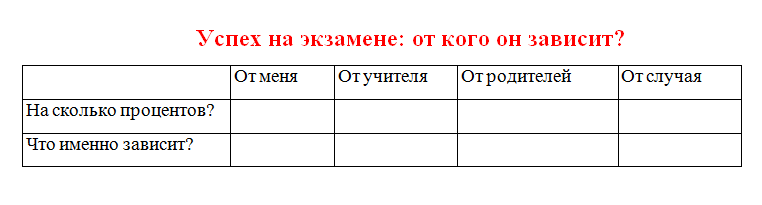 Успех на экзамене: от кого он зависит?
От меня От учителя От родителей От случая
На сколько процентов?
Что именно зависит?